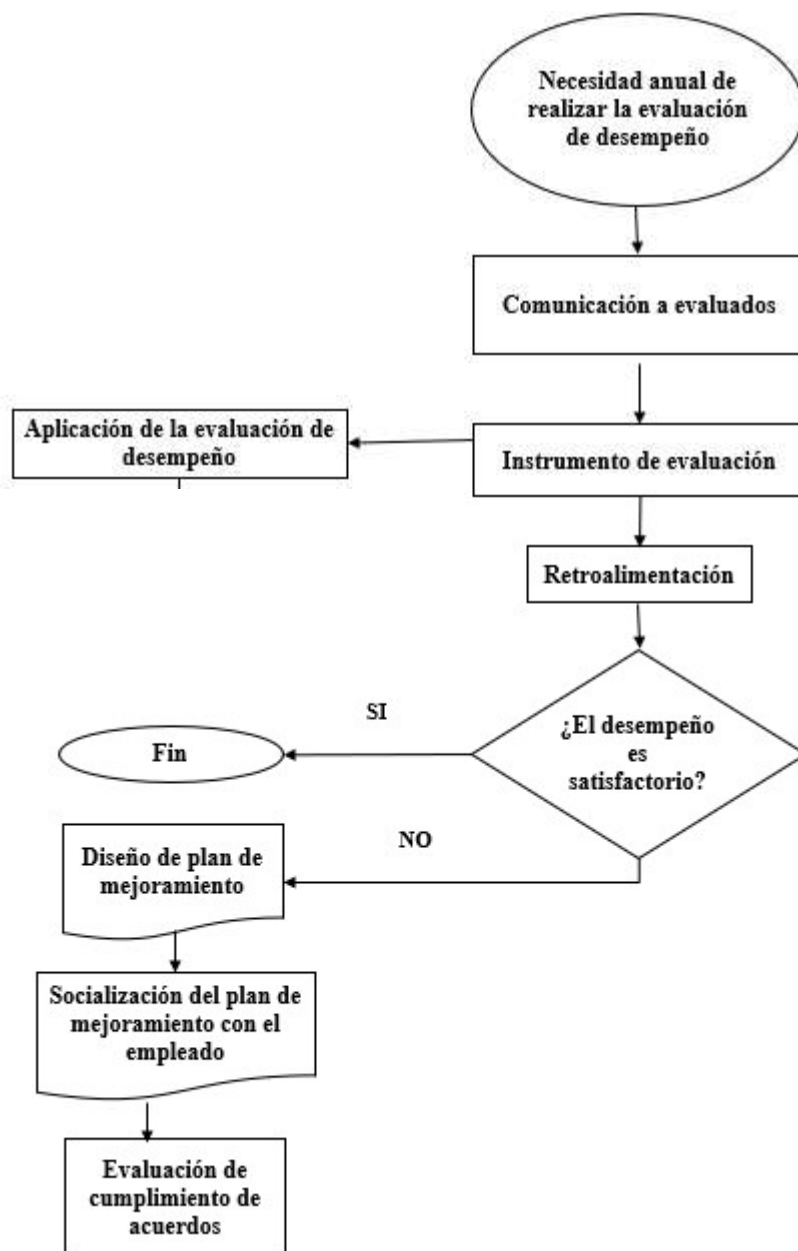 Necesidad anual de
realizar la evaluación
de desempeño
Comunicación a evaluados
Aplicación de la evaluación de
desempeño
Instrumento de evaluación
Retroalimentación
¿El desempeño
es
satisfactorio?
SI
Fin
NO
Diseño de plan de
mejoramiento
Socialización del plan de
mejoramiento con el
empleado
Evaluación de
cumplimiento de
acuerdos